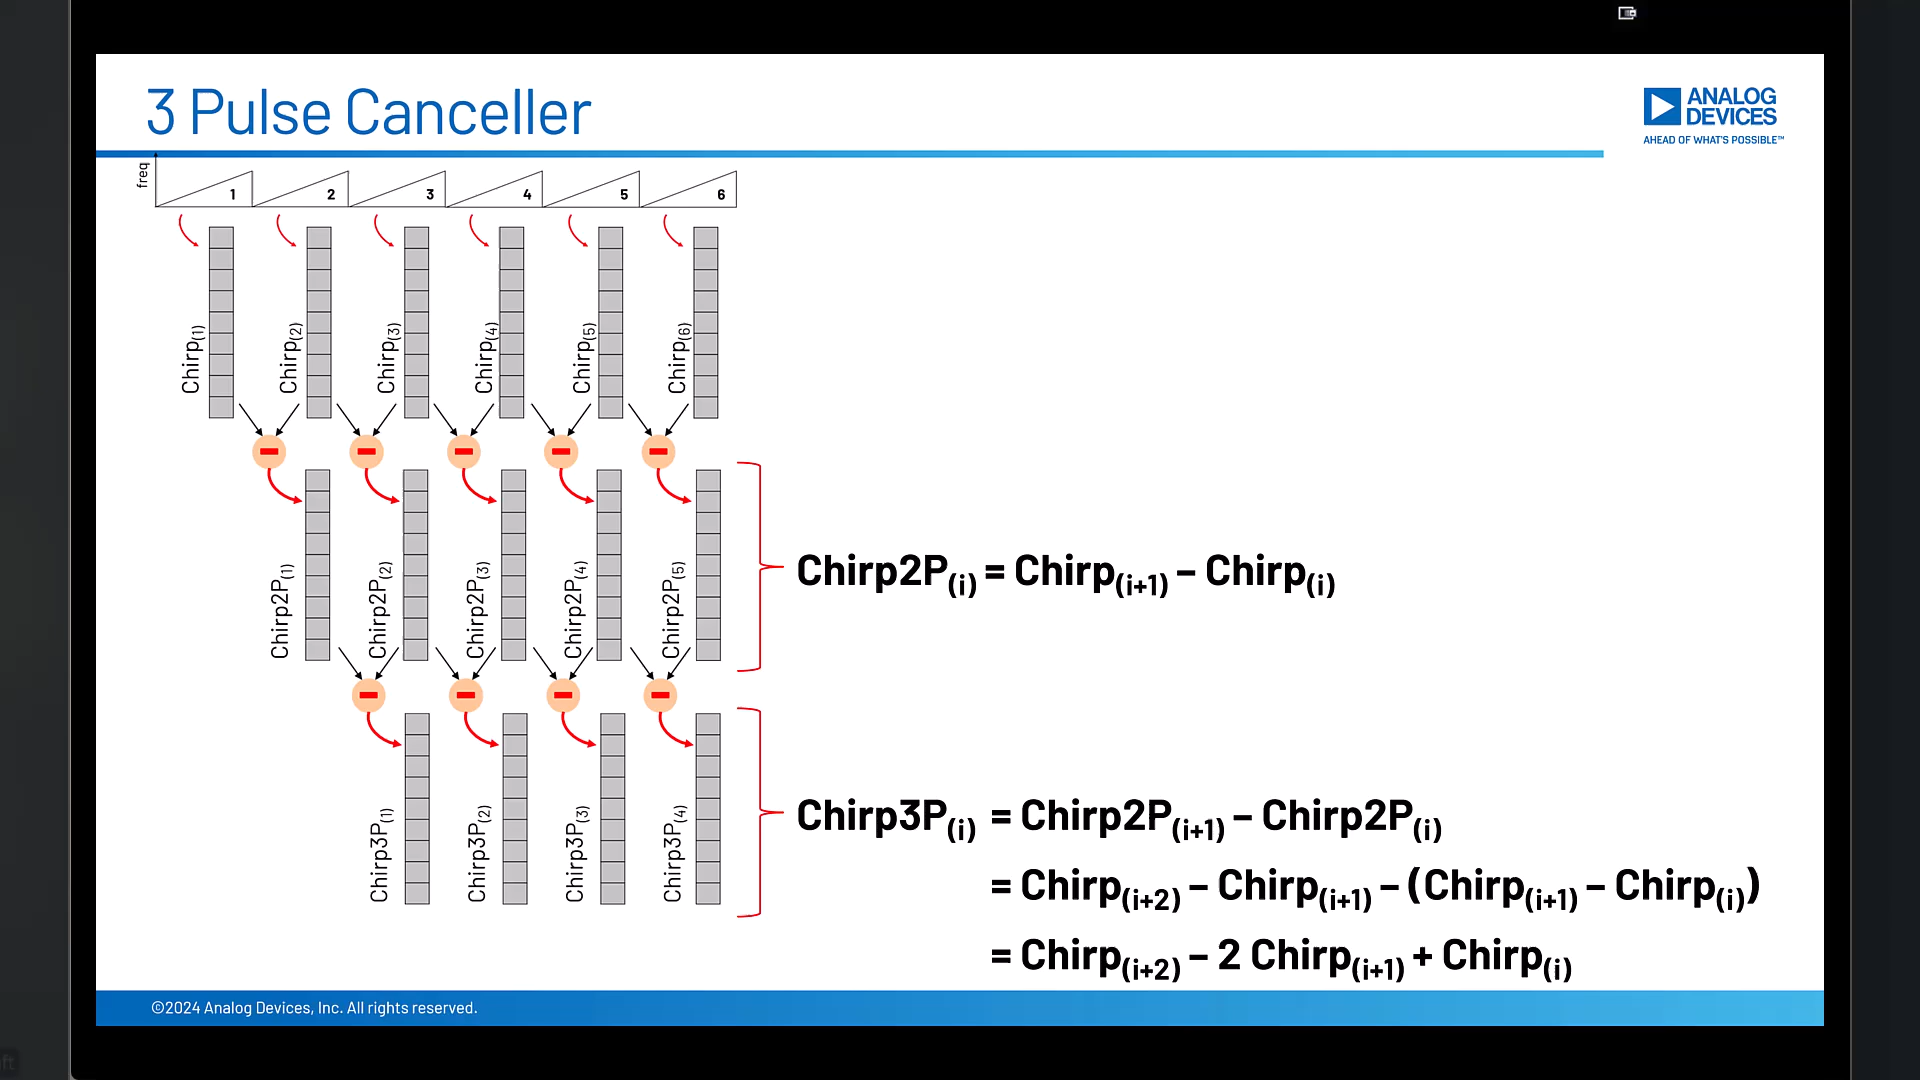 3 Pulse Canceller
ANALOG
DEVICES
AHEAD OF WHAT'S POSSIBLE™
freq
1 2 3 4 5 6
Chirp(1) Chirp(2) Chirp(3) Chirp(4) Chirp(5) Chirp(6)
Chirp2P(1) Chirp2P(2) Chirp2P(3) Chirp2P(4) Chirp2P(5)
Chirp2P(i) = Chirp(i+1) – Chirp(i)
Chirp3P(1) Chirp3P(2) Chirp3P(3) Chirp3P(4)
Chirp3P(i) = Chirp2P(i+1) – Chirp2P(i)
= Chirp(i+2) – Chirp(i+1) – (Chirp(i+1) – Chirp(i))
= Chirp(i+2) – 2 Chirp(i+1) + Chirp(i)
©2024 Analog Devices, Inc. All rights reserved.